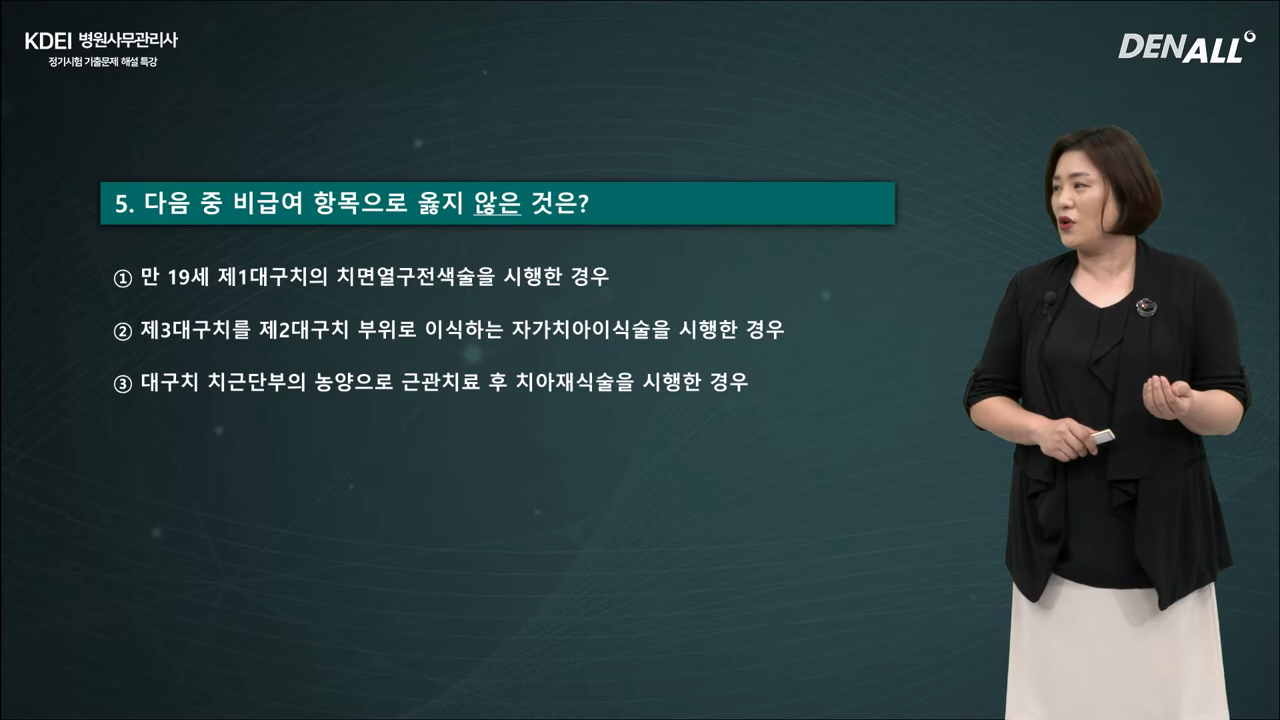 KDEI 병원사무관리사
정기시험 기출문제 해설 특강
DENALL
5. 다음 중 비급여 항목으로 옳지 않은 것은?
① 만 19세 제1대구치의 치면열구전색술을 시행한 경우
② 제3대구치를 제2대구치 부위로 이식하는 자가치아이식술을 시행한 경우
③ 대구치 치근단부의 농양으로 근관치료 후 치아재식술을 시행한 경우